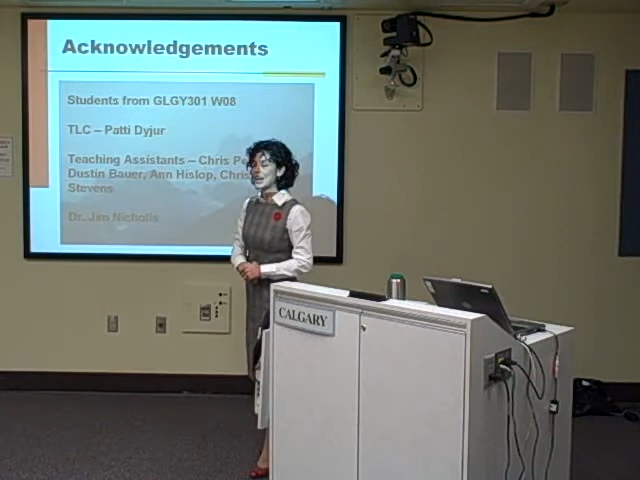 Acknowledgements
Students from GLGY301 W08
TLC – Patti Dyjur
Teaching Assistants – Chris
Dustin Bauer, Ann Hislop, Chris
Stevens
Dr. Jim Nicholls
CALGARY